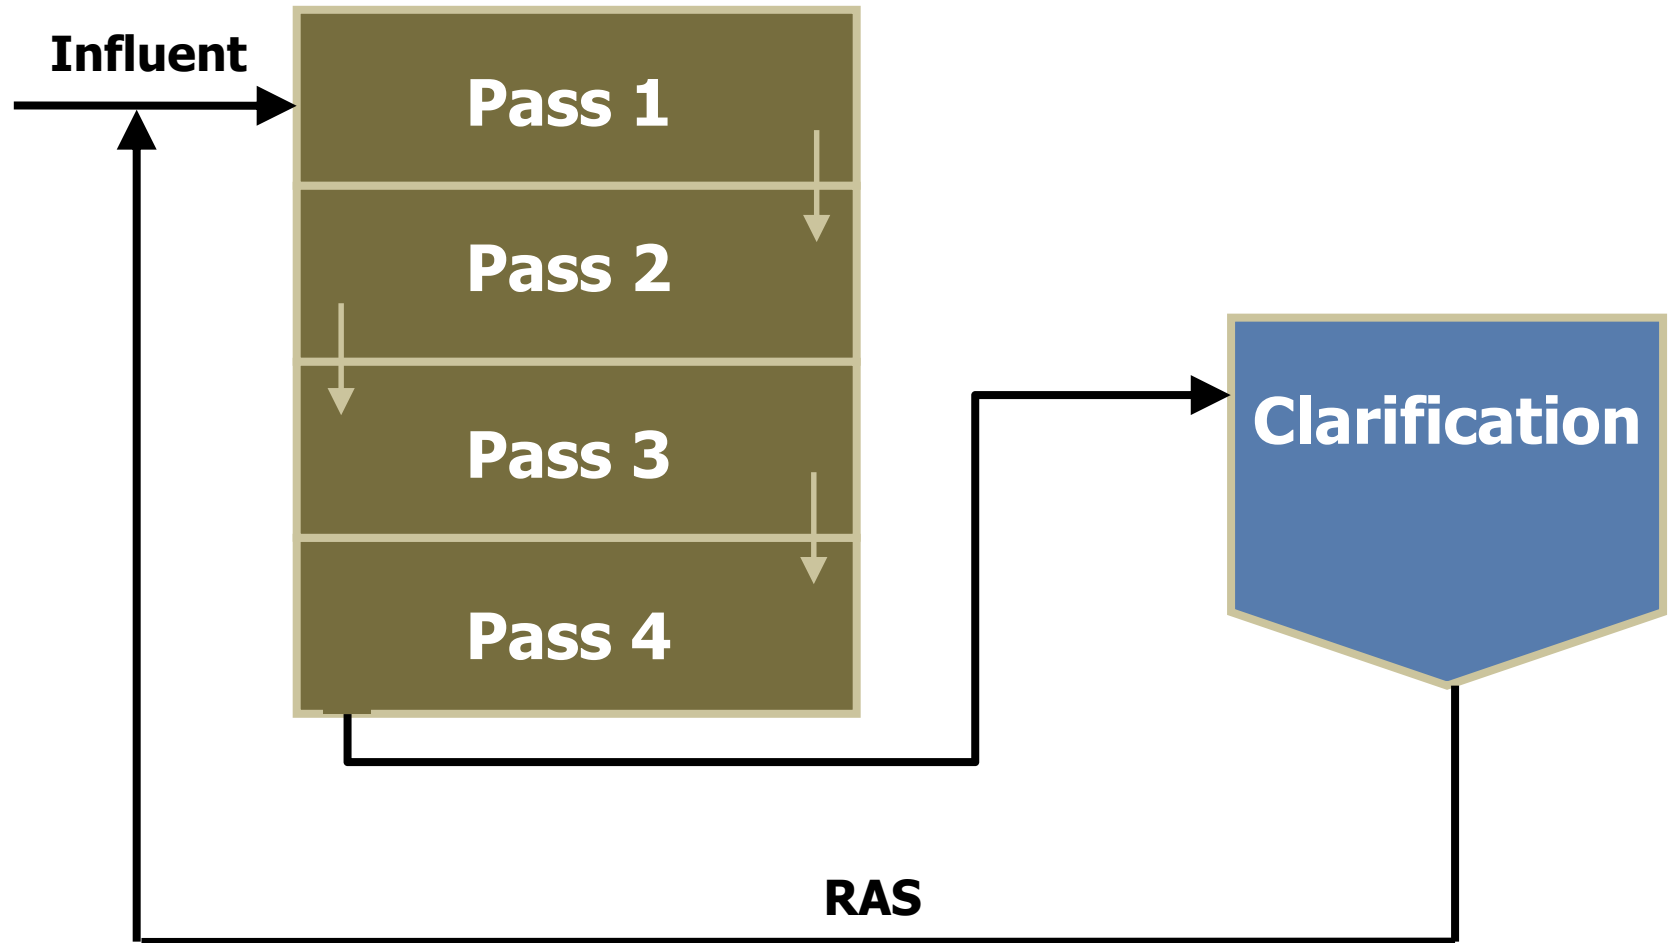 Influent
Pass 1
Pass 2
Pass 3
Pass 4
Clarification
RAS